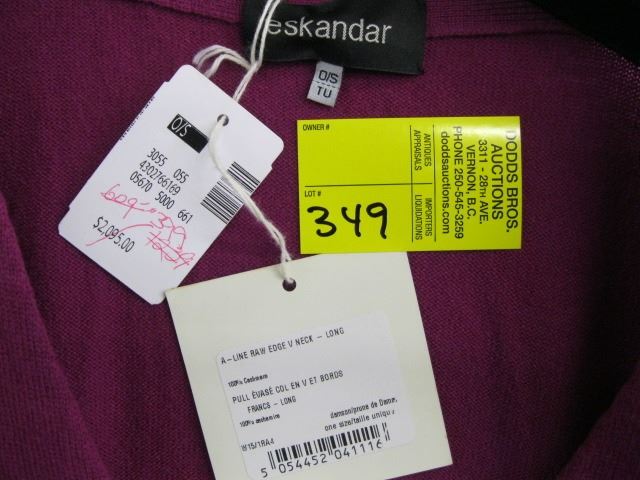 eskandar
O/S
TU
O/S
3055 055
4302766169
05670 5000 661
$2,095.00
OWNER #
LOT #
349
ANTIQUES
APPRAISALS
IMPORTERS
LIQUIDATIONS
DODDS BROS.
AUCTIONS
3311 - 28TH AVE.
VERNON, B.C.
PHONE 250-545-3259
doddsauctions.com
A-LINE RAW EDGE V NECK - LONG
100% Cashmere
PULL ÉVASÉ COL EN V ET BORDS
FRANCS - LONG
100% cachemire
damson/prune de Damas
one size/taille unique
5 054452 041116